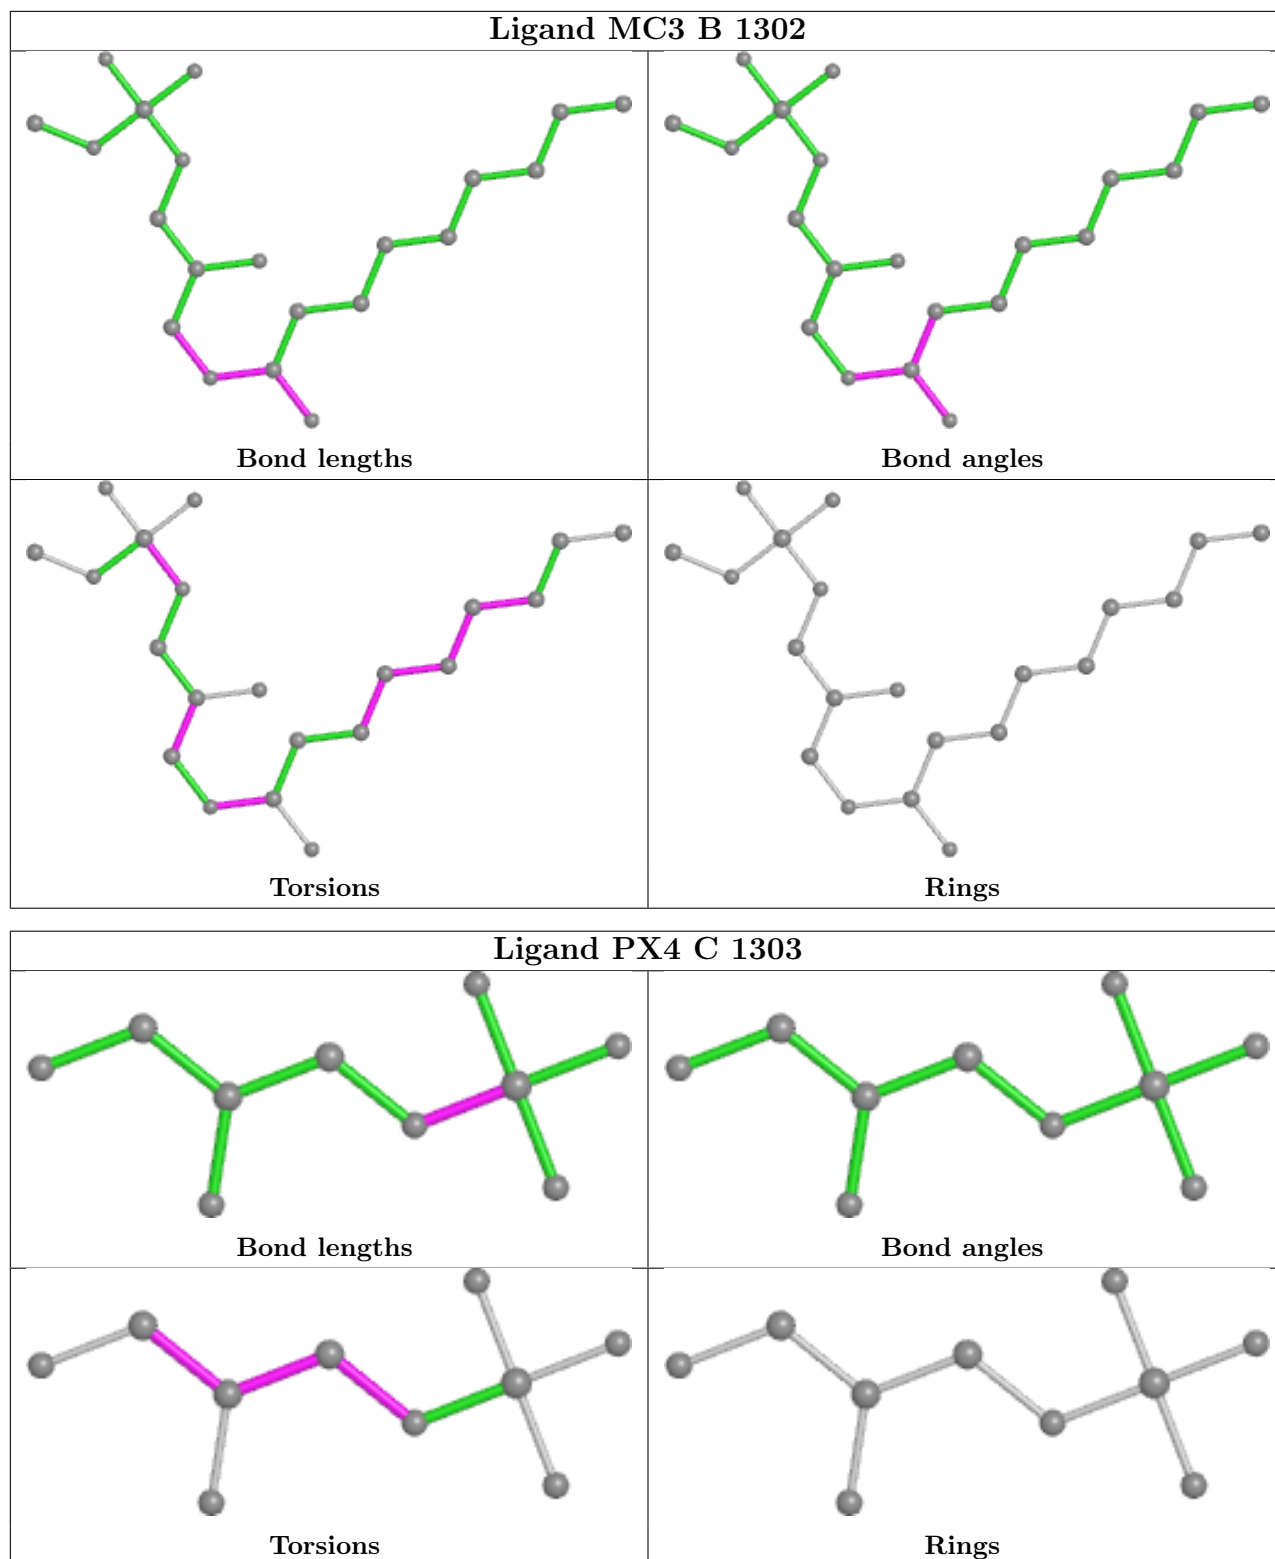 Ligand MC3 B 1302
Bond lengths
Bond angles
Torsions
Rings
Ligand PX4 C 1303
Bond lengths
Bond angles
Torsions
Rings